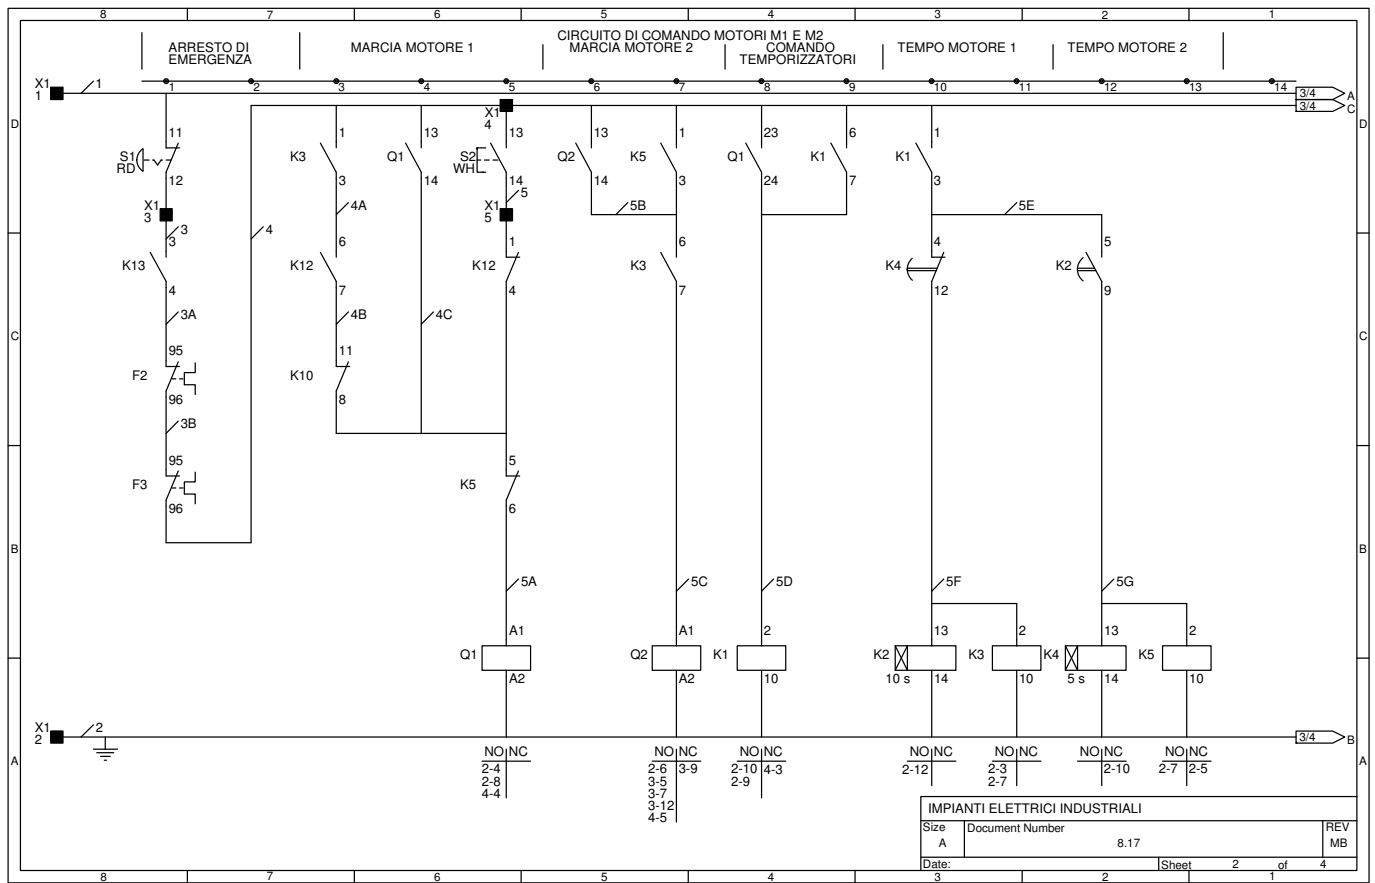 8 7 6 5 4 3 2 1
CIRCUITO DI COMANDO MOTORI M1 E M2
ARRESTO DI EMERGENZA
MARCIA MOTORE 1
MARCIA MOTORE 2
COMANDO TEMPORIZZATORI
TEMPO MOTORE 1
TEMPO MOTORE 2
X1 1
1
1 2 3 4 5 6 7 8 9 10 11 12 13 14
3/4 A
3/4 C
D D
X1 4
11 1 13 13 13 1 23 6 1
S1 RD K3 Q1 S2 WH Q2 K5 Q1 K1 K1
12 3 14 14 14 3 24 7 3
X1 3
X1 5
3 4 4A 5 5B 5E
3 6 1 6 4 5
K13 K12 K12 K3 K4 K2
4 7 4 7 12 9
3A 4B 4C
C C
95 11
F2 K10
96 8
3B
95 5
F3 K5
96 6
B B
5A 5C 5D 5F 5G
A1 A1 2 13 2 13 2
Q1 Q2 K1 K2 K3 K4 K5
A2 A2 10 10 s 14 10 5 s 14 10
X1 2
2
3/4 B
A A
NO NC NO NC NO NC NO NC NO NC NO NC NO NC
2-4 2-6 3-9 2-10 4-3 2-12 2-3 2-10 2-7 2-5
2-8 3-5 2-9 2-7
4-4 3-7
3-12
4-5
IMPIANTI ELETTRICI INDUSTRIALI
Size Document Number REV
A 8.17 MB
Date: Sheet 2 of 4
8 7 6 5 4 3 2 1